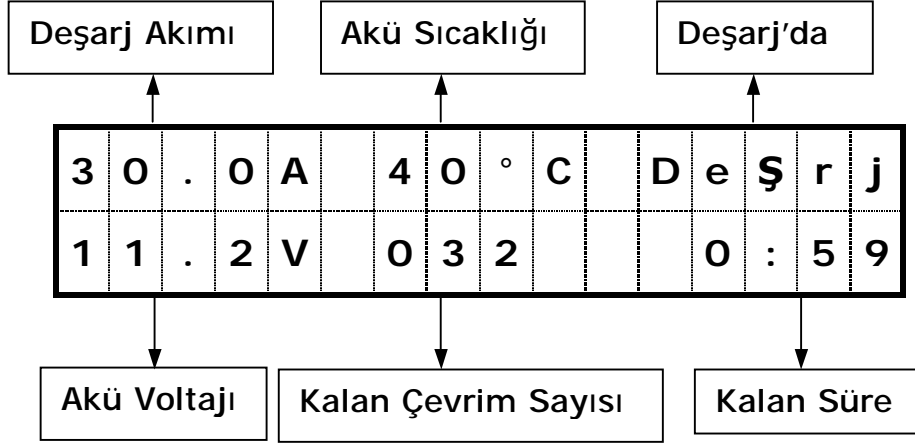 Deşarj Akımı
Akü Sıcaklığı
Deşarj'da
30.0A 40°C DeŞrj
11.2V 032 0:59
Akü Voltajı
Kalan Çevrim Sayısı
Kalan Süre